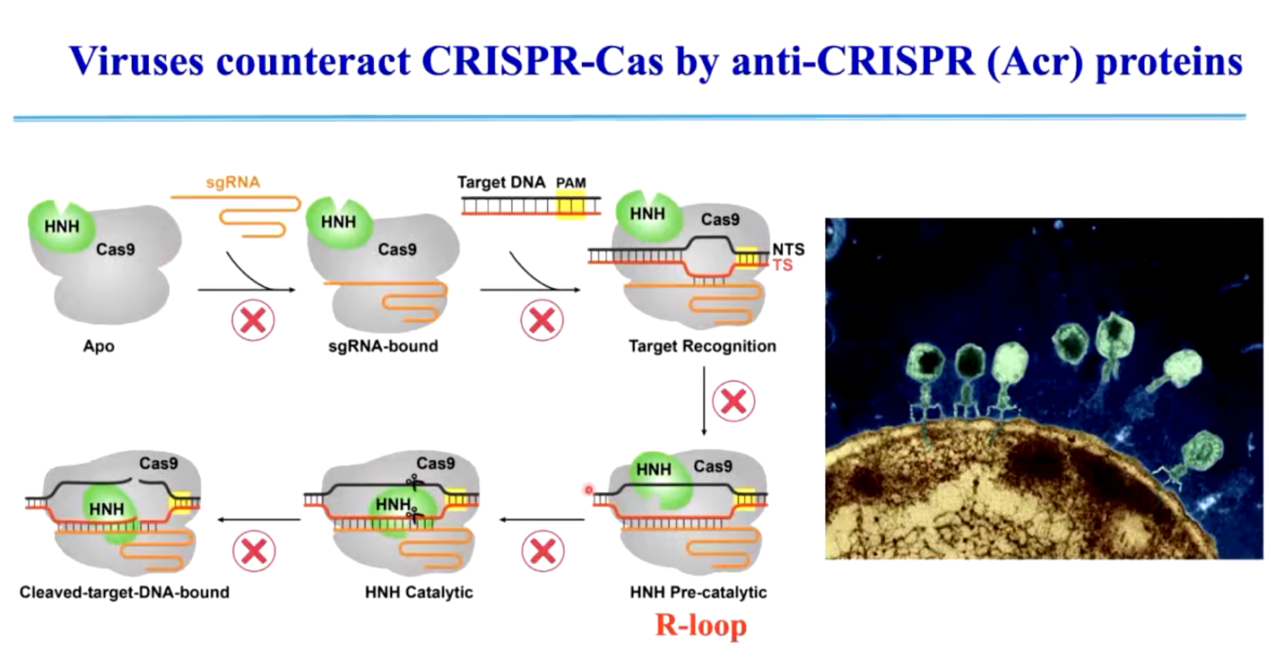 Viruses counteract CRISPR-Cas by anti-CRISPR (Acr) proteins
sgRNA
Target DNA PAM
HNH
Cas9
HNH
Cas9
HNH
Cas9
NTS
TS
Apo
sgRNA-bound
Target Recognition
Cas9
HNH
Cas9
HNH
HNH
Cas9
Cleaved-target-DNA-bound
HNH Catalytic
HNH Pre-catalytic
R-loop